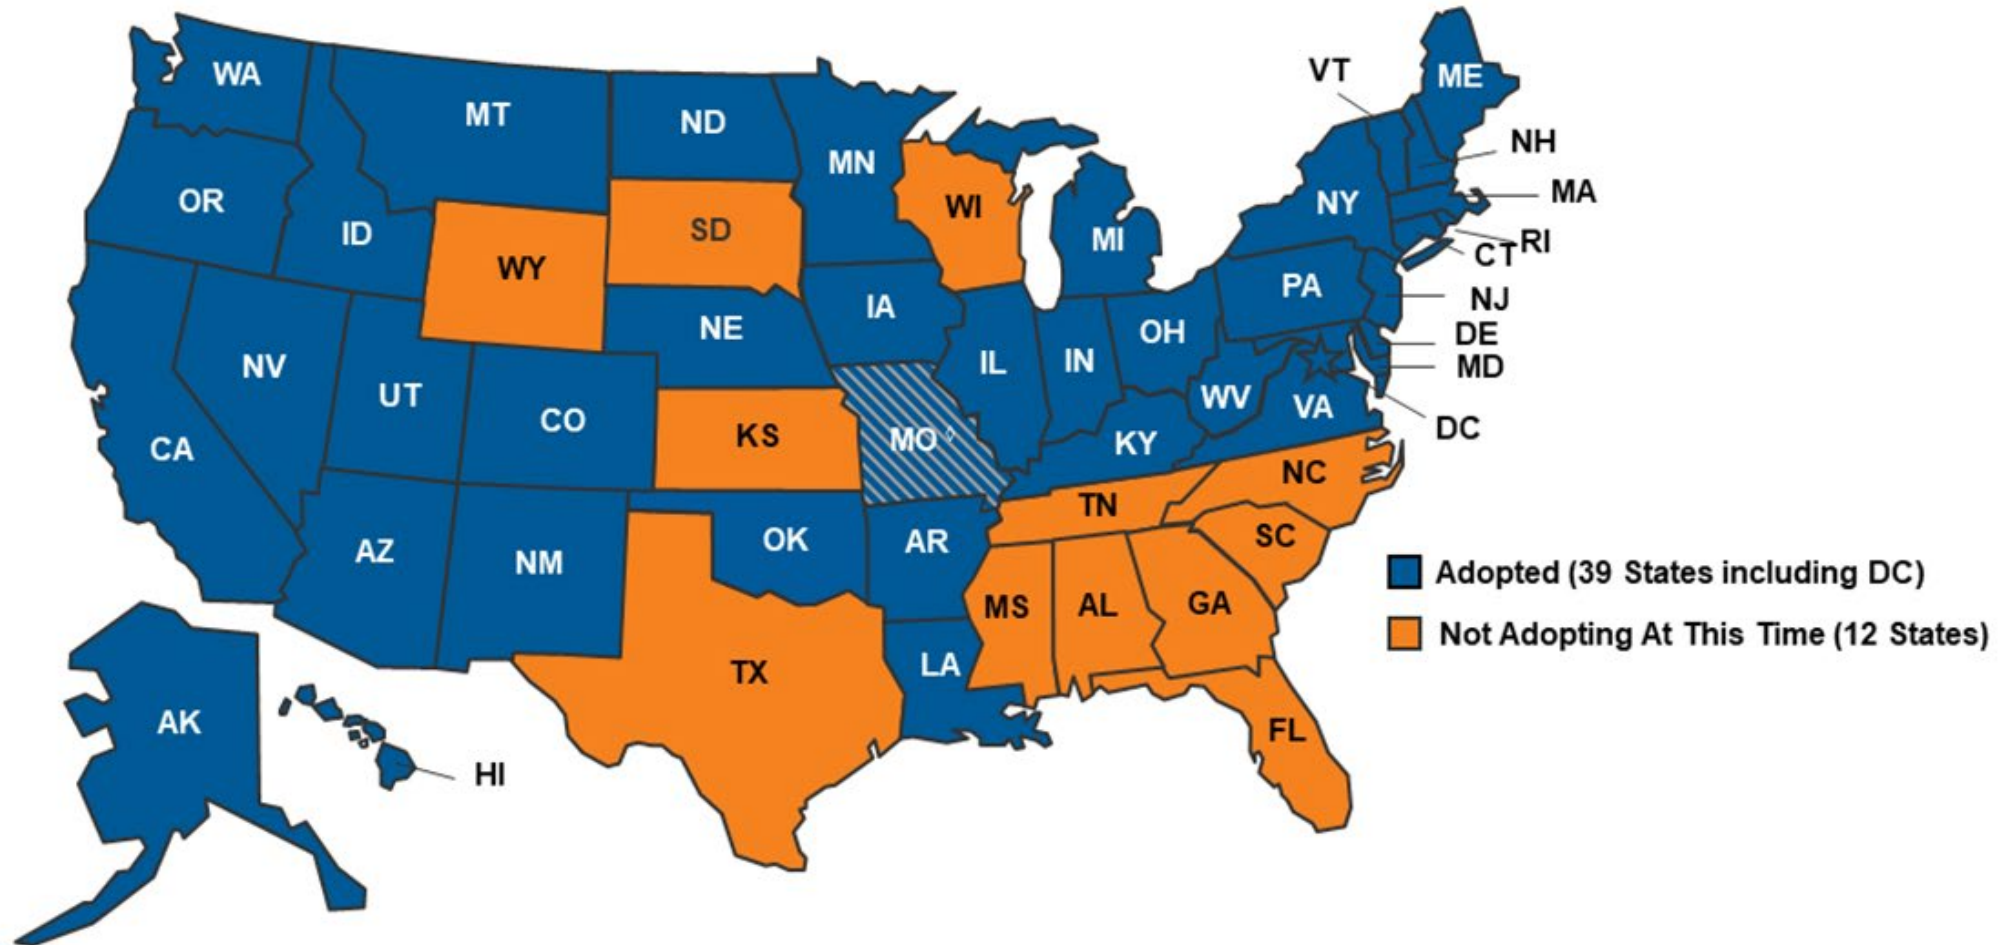 WA
MT
ND
MN
VT
ME
NH
OR
ID
SD
WI
MI
NY
MA
WY
RI
CT
PA
NE
IA
NJ
NV
UT
CO
IL
IN
OH
DE
MD
CA
KS
MO◊
WV
VA
KY
DC
NC
TN
AZ
NM
OK
AR
SC
MS
AL
GA
Adopted (39 States including DC)
Not Adopting At This Time (12 States)
TX
LA
AK
FL
HI